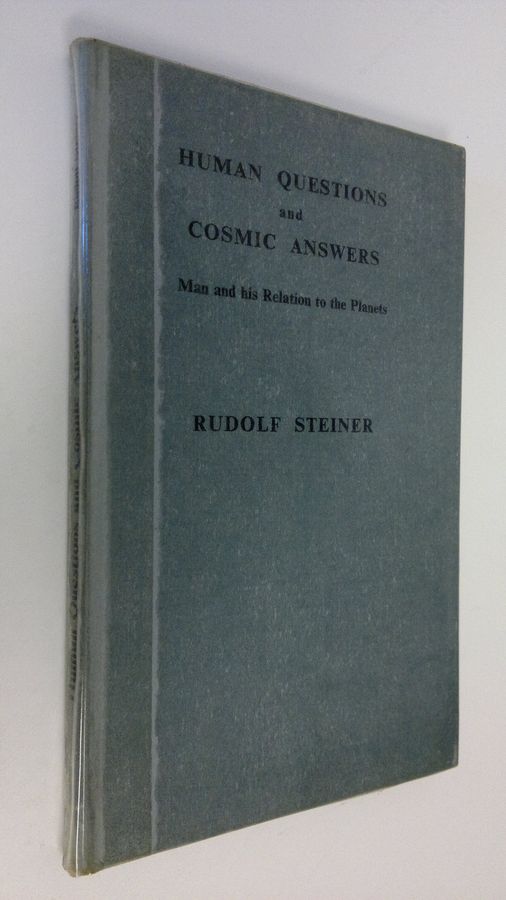 HUMAN QUESTIONS
and
COSMIC ANSWERS
Man and his Relation to the Planets
RUDOLF STEINER
Human Questions and Cosmic Answers